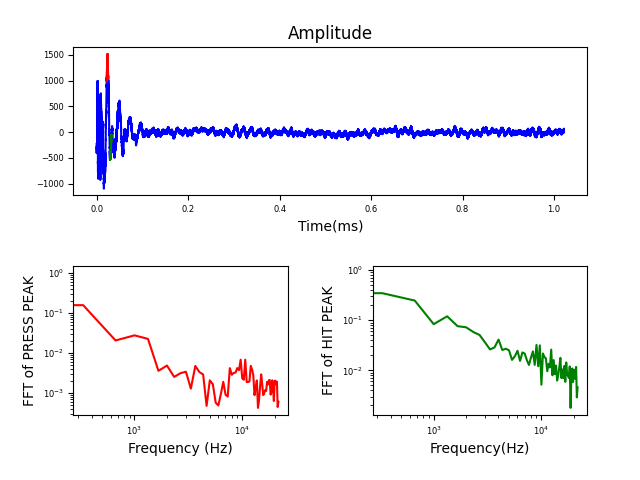 Amplitude
1500
1000
500
0
−500
−1000
0.0 0.2 0.4 0.6 0.8 1.0
Time(ms)
FFT of PRESS PEAK
10⁰
10⁻¹
10⁻²
10⁻³
10³ 10⁴
Frequency (Hz)
FFT of HIT PEAK
10⁰
10⁻¹
10⁻²
10³ 10⁴
Frequency(Hz)